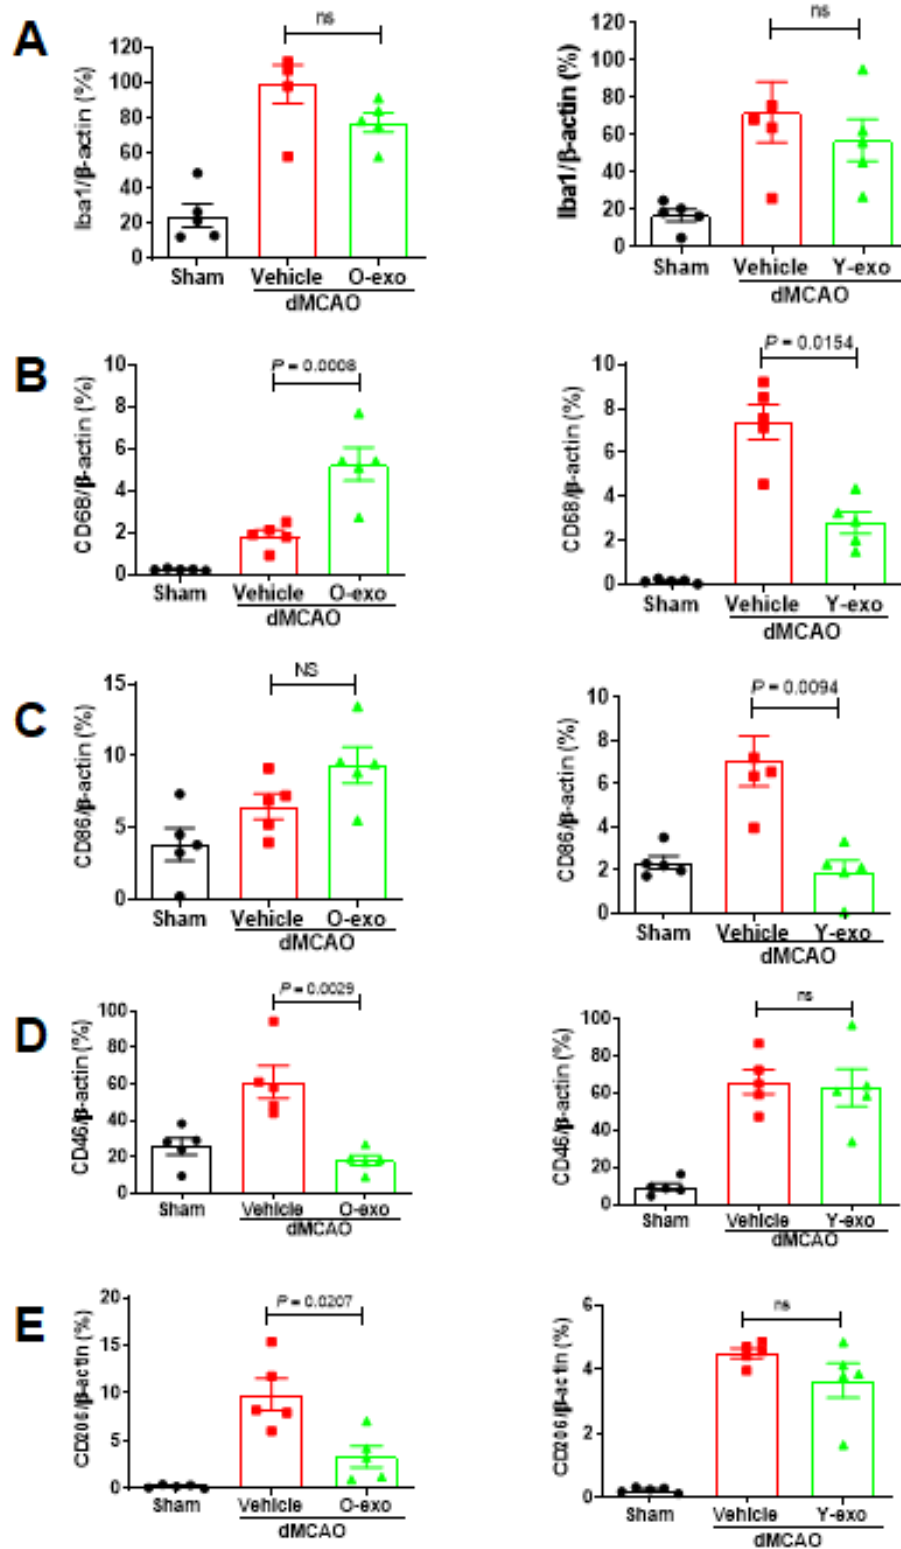 A
Iba1/β-actin (%)
120
100
80
60
40
20
0
ns
Sham Vehicle O-exo
dMCAO
Iba1/β-actin (%)
120
100
80
60
40
20
0
ns
Sham Vehicle Y-exo
dMCAO
B
CD68/β-actin (%)
10
8
6
4
2
0
P = 0.0008
Sham Vehicle O-exo
dMCAO
CD68/β-actin (%)
10
8
6
4
2
0
P = 0.0154
Sham Vehicle Y-exo
dMCAO
C
CD86/β-actin (%)
15
10
5
0
NS
Sham Vehicle O-exo
dMCAO
CD86/β-actin (%)
10
8
6
4
2
0
P = 0.0094
Sham Vehicle Y-exo
dMCAO
D
CD46/β-actin (%)
100
80
60
40
20
0
P = 0.0029
Sham Vehicle O-exo
dMCAO
CD46/β-actin (%)
100
80
60
40
20
0
ns
Sham Vehicle Y-exo
dMCAO
E
CD206/β-actin (%)
20
15
10
5
0
P = 0.0207
Sham Vehicle O-exo
dMCAO
CD206/β-actin (%)
6
4
2
0
ns
Sham Vehicle Y-exo
dMCAO